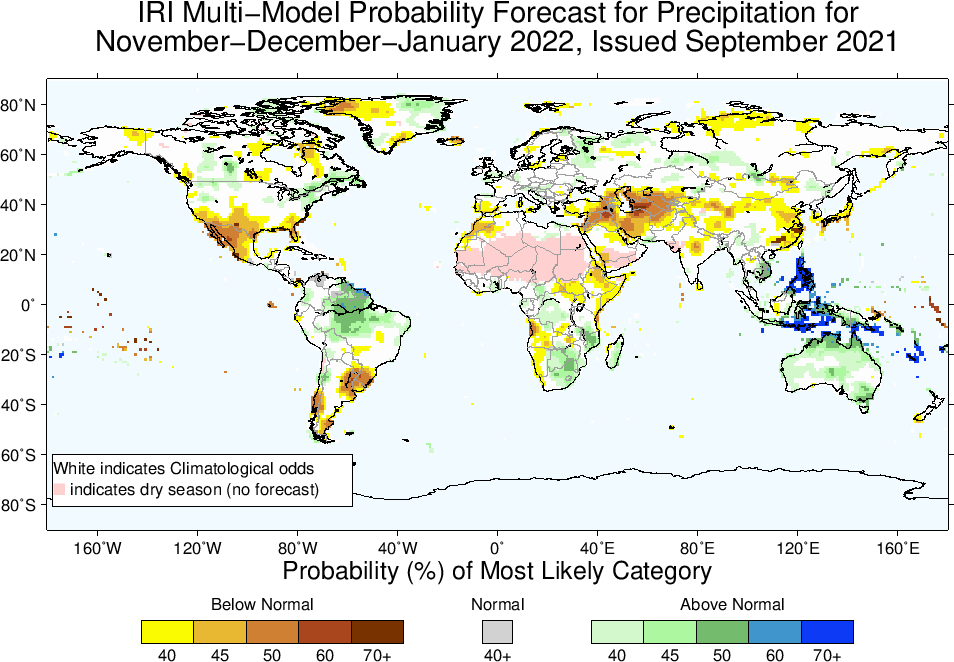 IRI Multi−Model Probability Forecast for Precipitation for
November−December−January 2022, Issued September 2021
80˚N
60˚N
40˚N
20˚N
0˚
20˚S
40˚S
60˚S
80˚S
White indicates Climatological odds
indicates dry season (no forecast)
160˚W 120˚W 80˚W 40˚W 0˚ 40˚E 80˚E 120˚E 160˚E
Probability (%) of Most Likely Category
Below Normal Normal Above Normal
40 45 50 60 70+ 40+ 40 45 50 60 70+